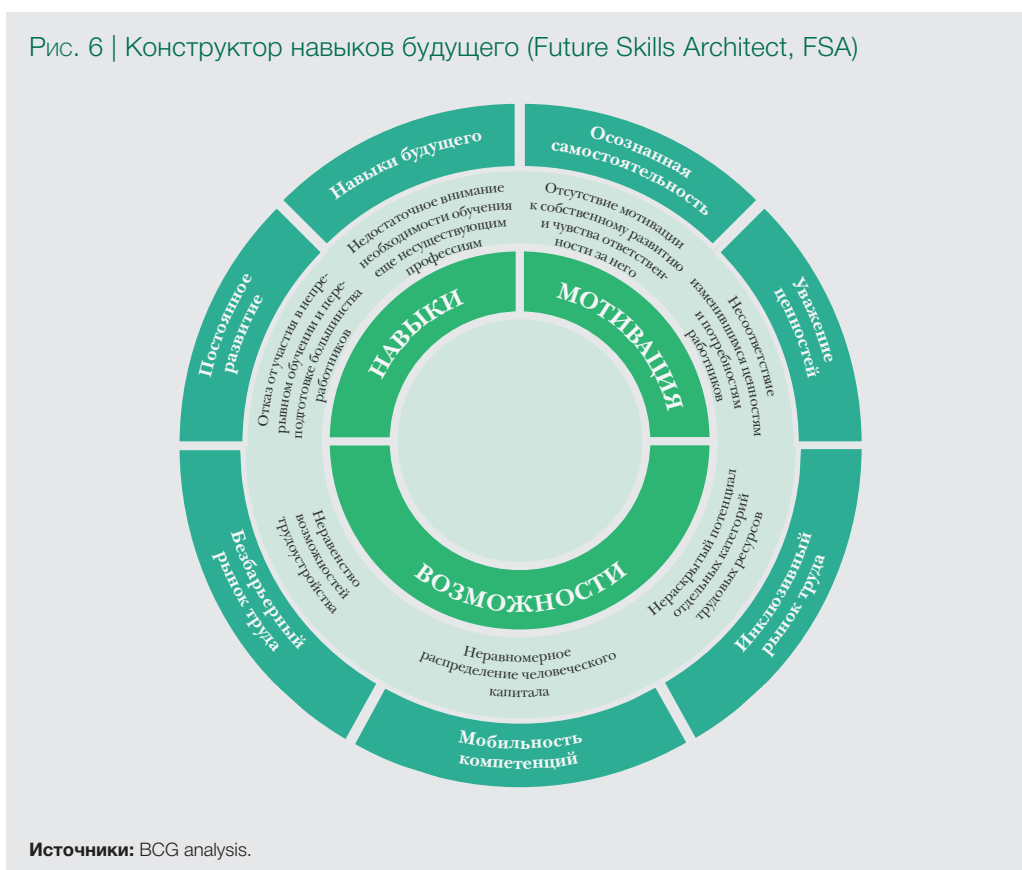 Рис. 6 | Конструктор навыков будущего (Future Skills Architect, FSA)
Навыки будущего
Осознанная
самостоятельность
Уважение
ценностей
Инклюзивный
рынок труда
Мобильность
компетенций
Безбарьерный
рынок труда
Постоянное
развитие
Недостаточное внимание
необходимости обучения
еще несуществующим
профессиям
Отсутствие мотивации
к собственному развитию
и чувства ответствен-
ности за него
Несоответствие
изменившимся ценностям
и потребностям
работников
Нераскрытый потенциал
отдельных категорий
трудовых ресурсов
Неравномерное
распределение человеческого
капитала
Неравенство
возможностей
трудоустройства
Отказ от участия в непре-
рывном обучении и пере-
подготовке большинства
работников
НАВЫКИ
МОТИВАЦИЯ
ВОЗМОЖНОСТИ
Источники: BCG analysis.